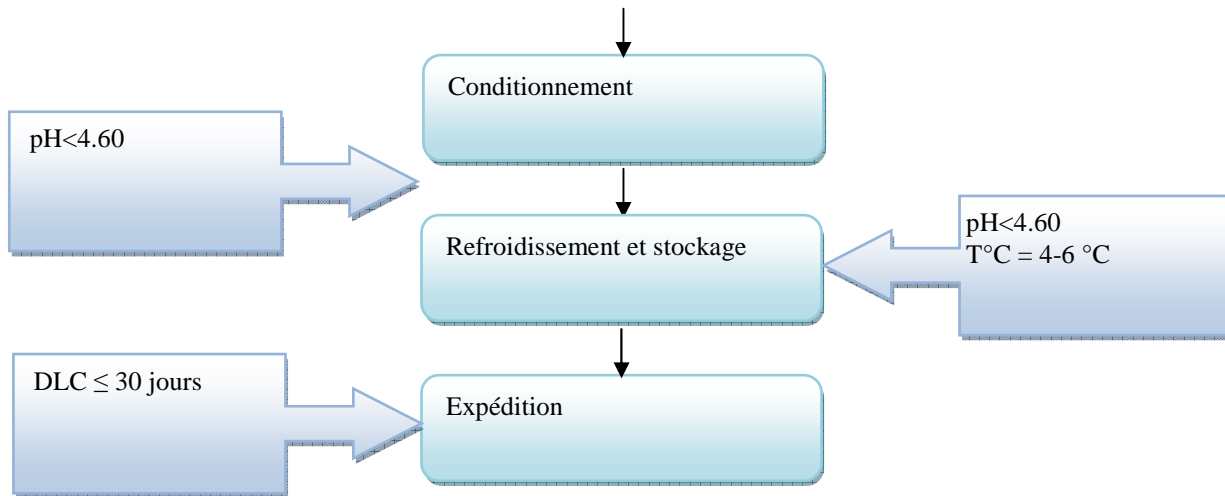 Conditionnement
pH<4.60
Refroidissement et stockage
pH<4.60
T°C = 4-6 °C
DLC ≤ 30 jours
Expédition